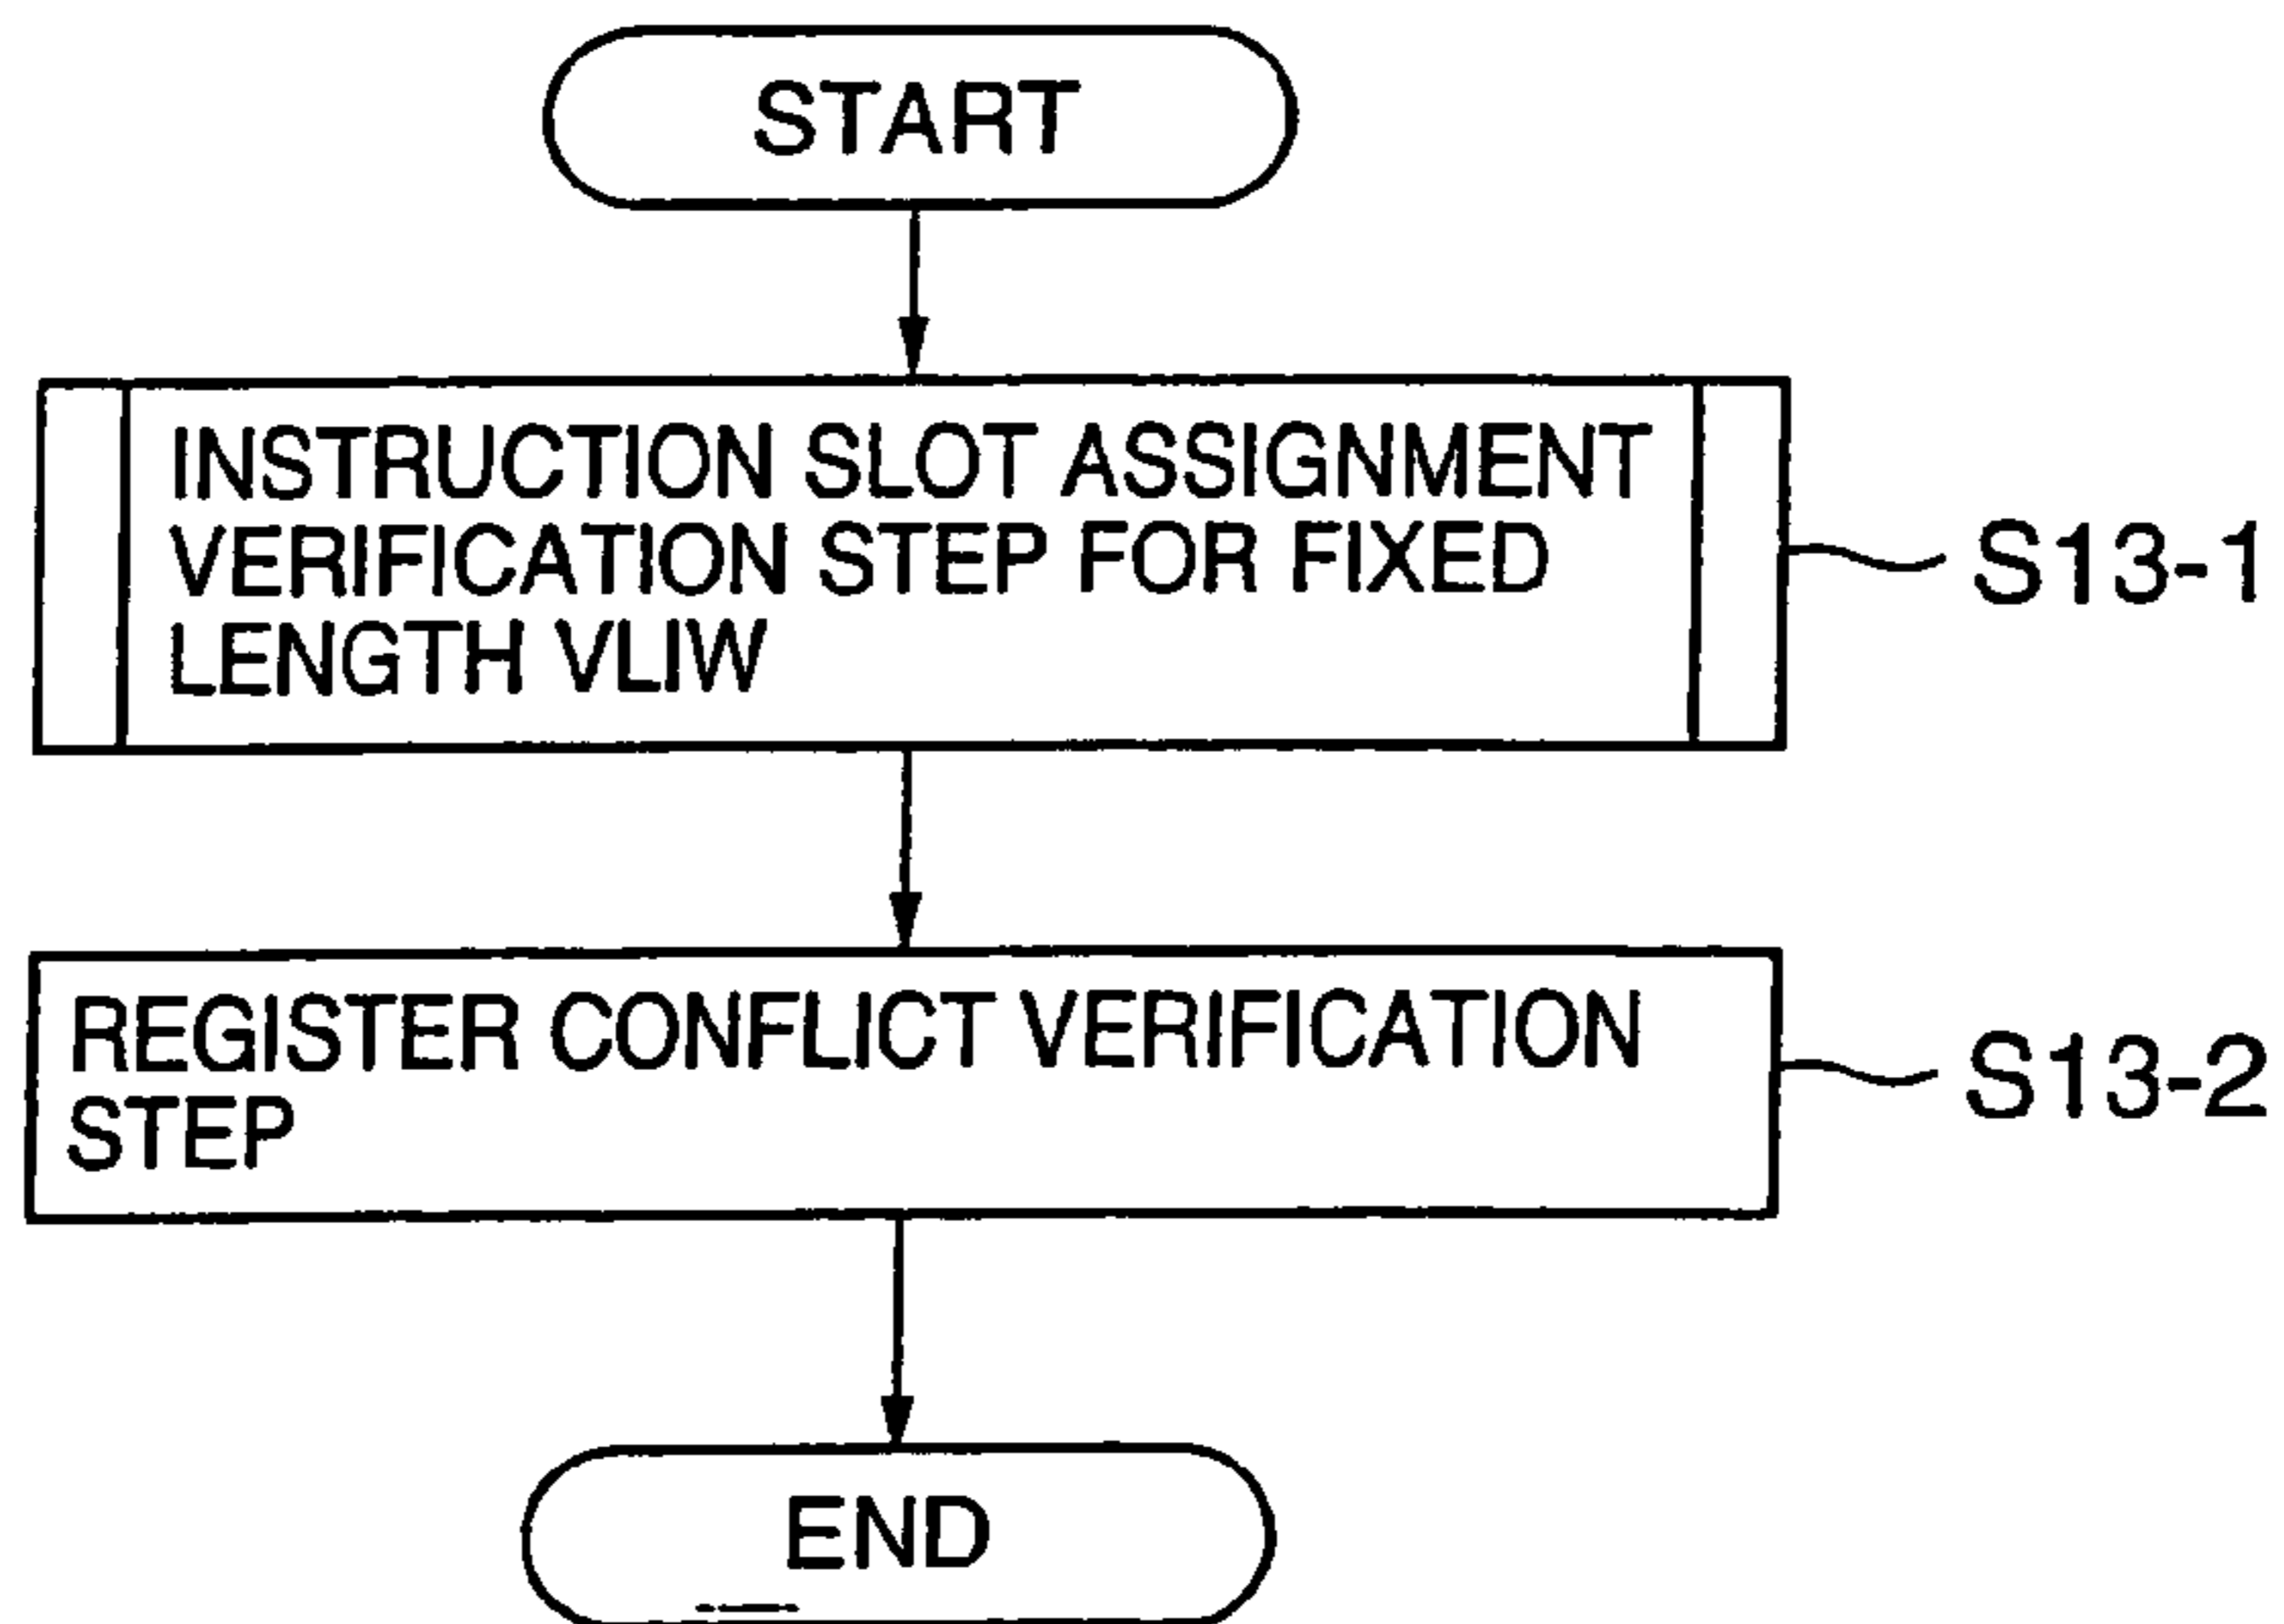 START
INSTRUCTION SLOT ASSIGNMENT
VERIFICATION STEP FOR FIXED
LENGTH VLIW
S13-1
REGISTER CONFLICT VERIFICATION
STEP
S13-2
END